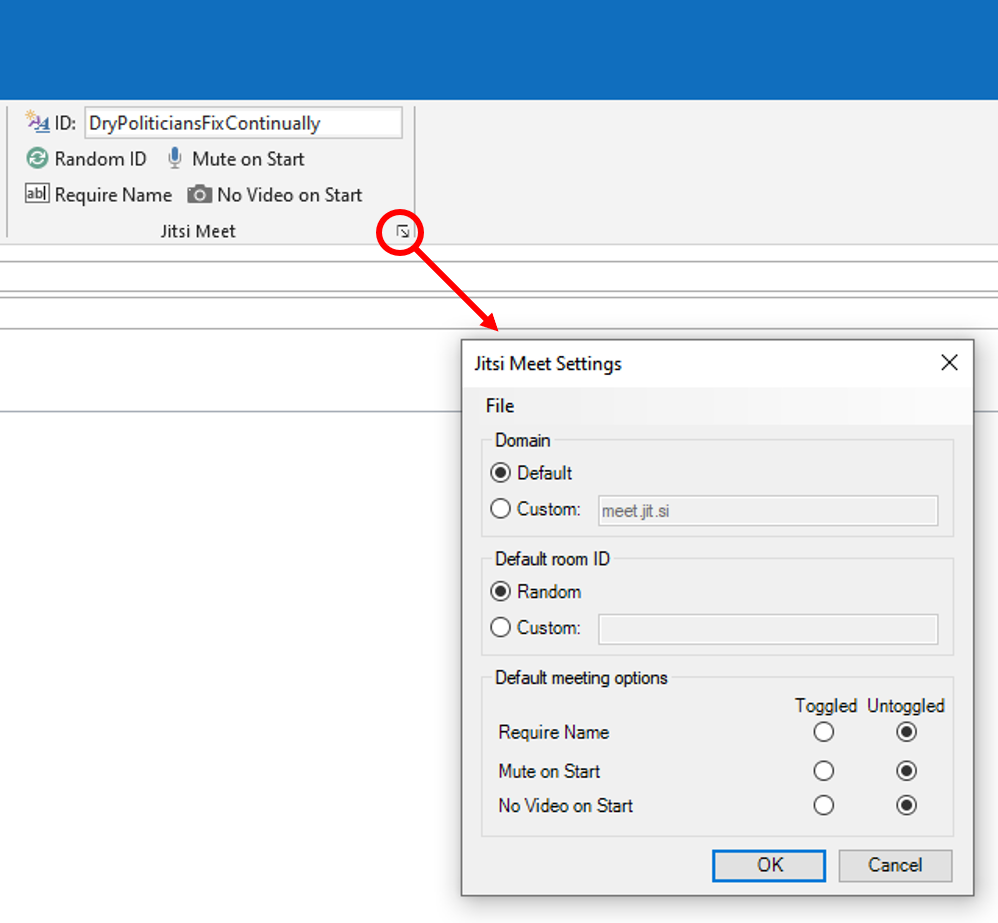 ID: DryPoliticiansFixContinually
Random ID Mute on Start
abl Require Name No Video on Start
Jitsi Meet
Jitsi Meet Settings
File
Domain
Default
Custom: meet.jit.si
Default room ID
Random
Custom:
Default meeting options
Toggled Untoggled
Require Name
Mute on Start
No Video on Start
OK Cancel